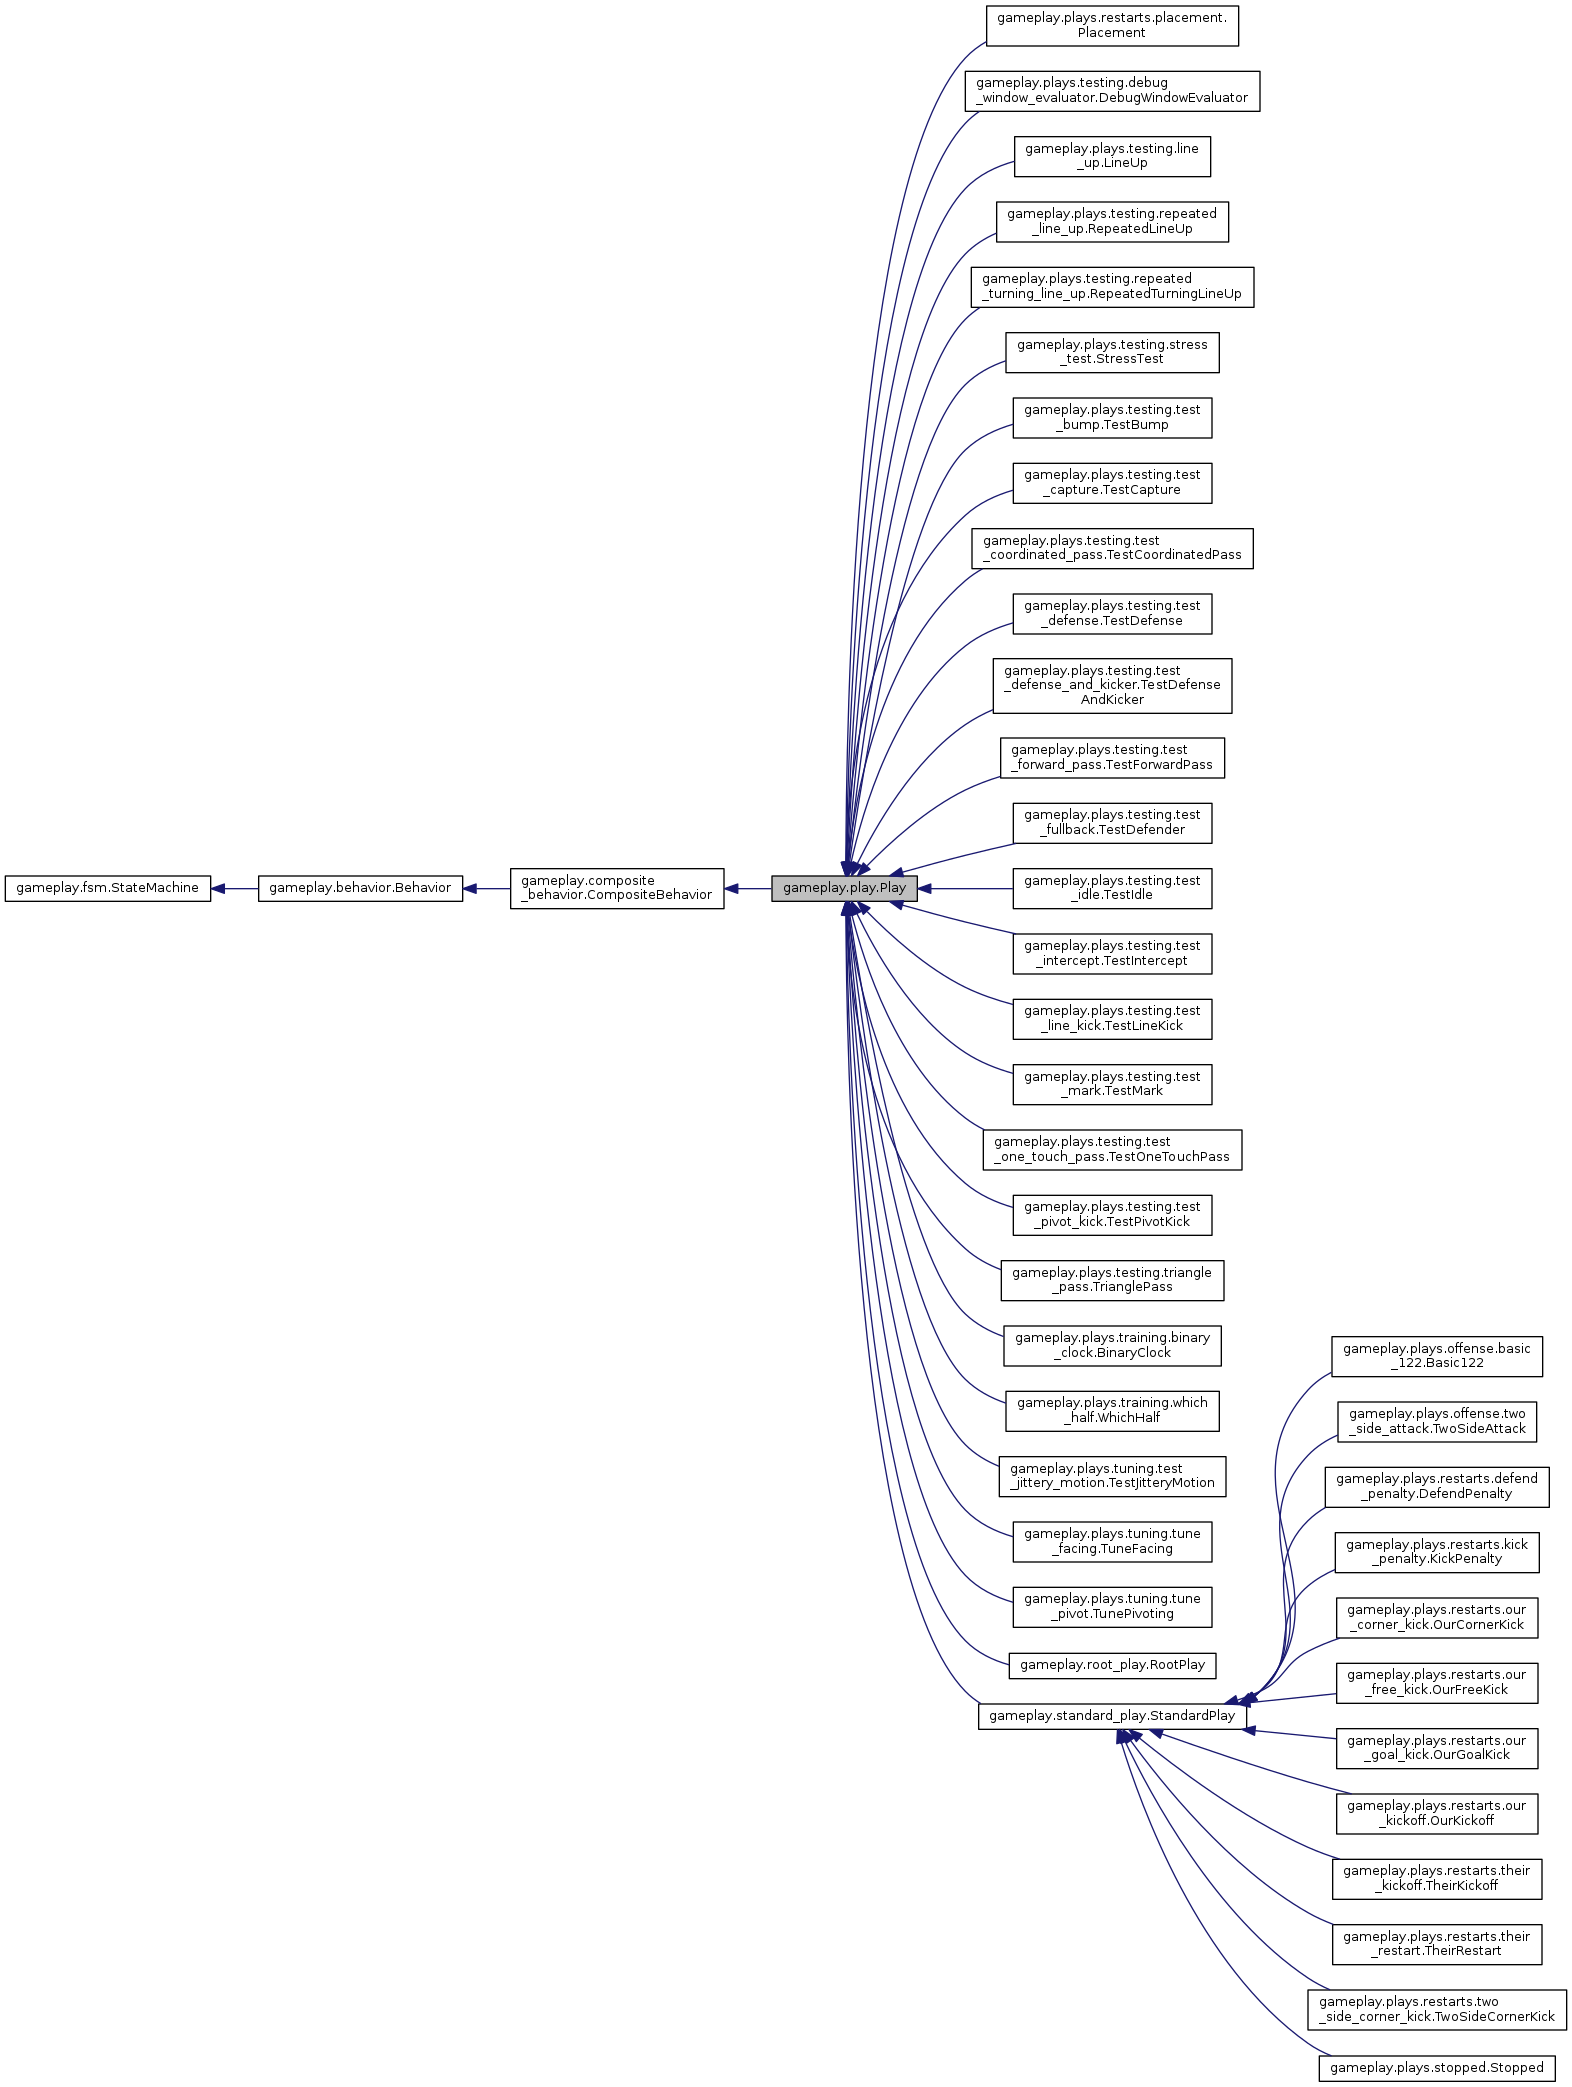 gameplay.plays.restarts.placement.
Placement
gameplay.plays.testing.debug
_window_evaluator.DebugWindowEvaluator
gameplay.plays.testing.line
_up.LineUp
gameplay.plays.testing.repeated
_line_up.RepeatedLineUp
gameplay.plays.testing.repeated
_turning_line_up.RepeatedTurningLineUp
gameplay.plays.testing.stress
_test.StressTest
gameplay.plays.testing.test
_bump.TestBump
gameplay.plays.testing.test
_capture.TestCapture
gameplay.plays.testing.test
_coordinated_pass.TestCoordinatedPass
gameplay.plays.testing.test
_defense.TestDefense
gameplay.plays.testing.test
_defense_and_kicker.TestDefense
AndKicker
gameplay.plays.testing.test
_forward_pass.TestForwardPass
gameplay.plays.testing.test
_fullback.TestDefender
gameplay.fsm.StateMachine
gameplay.behavior.Behavior
gameplay.composite
_behavior.CompositeBehavior
gameplay.play.Play
gameplay.plays.testing.test
_idle.TestIdle
gameplay.plays.testing.test
_intercept.TestIntercept
gameplay.plays.testing.test
_line_kick.TestLineKick
gameplay.plays.testing.test
_mark.TestMark
gameplay.plays.testing.test
_one_touch_pass.TestOneTouchPass
gameplay.plays.testing.test
_pivot_kick.TestPivotKick
gameplay.plays.testing.triangle
_pass.TrianglePass
gameplay.plays.training.binary
_clock.BinaryClock
gameplay.plays.training.which
_half.WhichHalf
gameplay.plays.tuning.test
_jittery_motion.TestJitteryMotion
gameplay.plays.tuning.tune
_facing.TuneFacing
gameplay.plays.tuning.tune
_pivot.TunePivoting
gameplay.root_play.RootPlay
gameplay.standard_play.StandardPlay
gameplay.plays.offense.basic
_122.Basic122
gameplay.plays.offense.two
_side_attack.TwoSideAttack
gameplay.plays.restarts.defend
_penalty.DefendPenalty
gameplay.plays.restarts.kick
_penalty.KickPenalty
gameplay.plays.restarts.our
_corner_kick.OurCornerKick
gameplay.plays.restarts.our
_free_kick.OurFreeKick
gameplay.plays.restarts.our
_goal_kick.OurGoalKick
gameplay.plays.restarts.our
_kickoff.OurKickoff
gameplay.plays.restarts.their
_kickoff.TheirKickoff
gameplay.plays.restarts.their
_restart.TheirRestart
gameplay.plays.restarts.two
_side_corner_kick.TwoSideCornerKick
gameplay.plays.stopped.Stopped